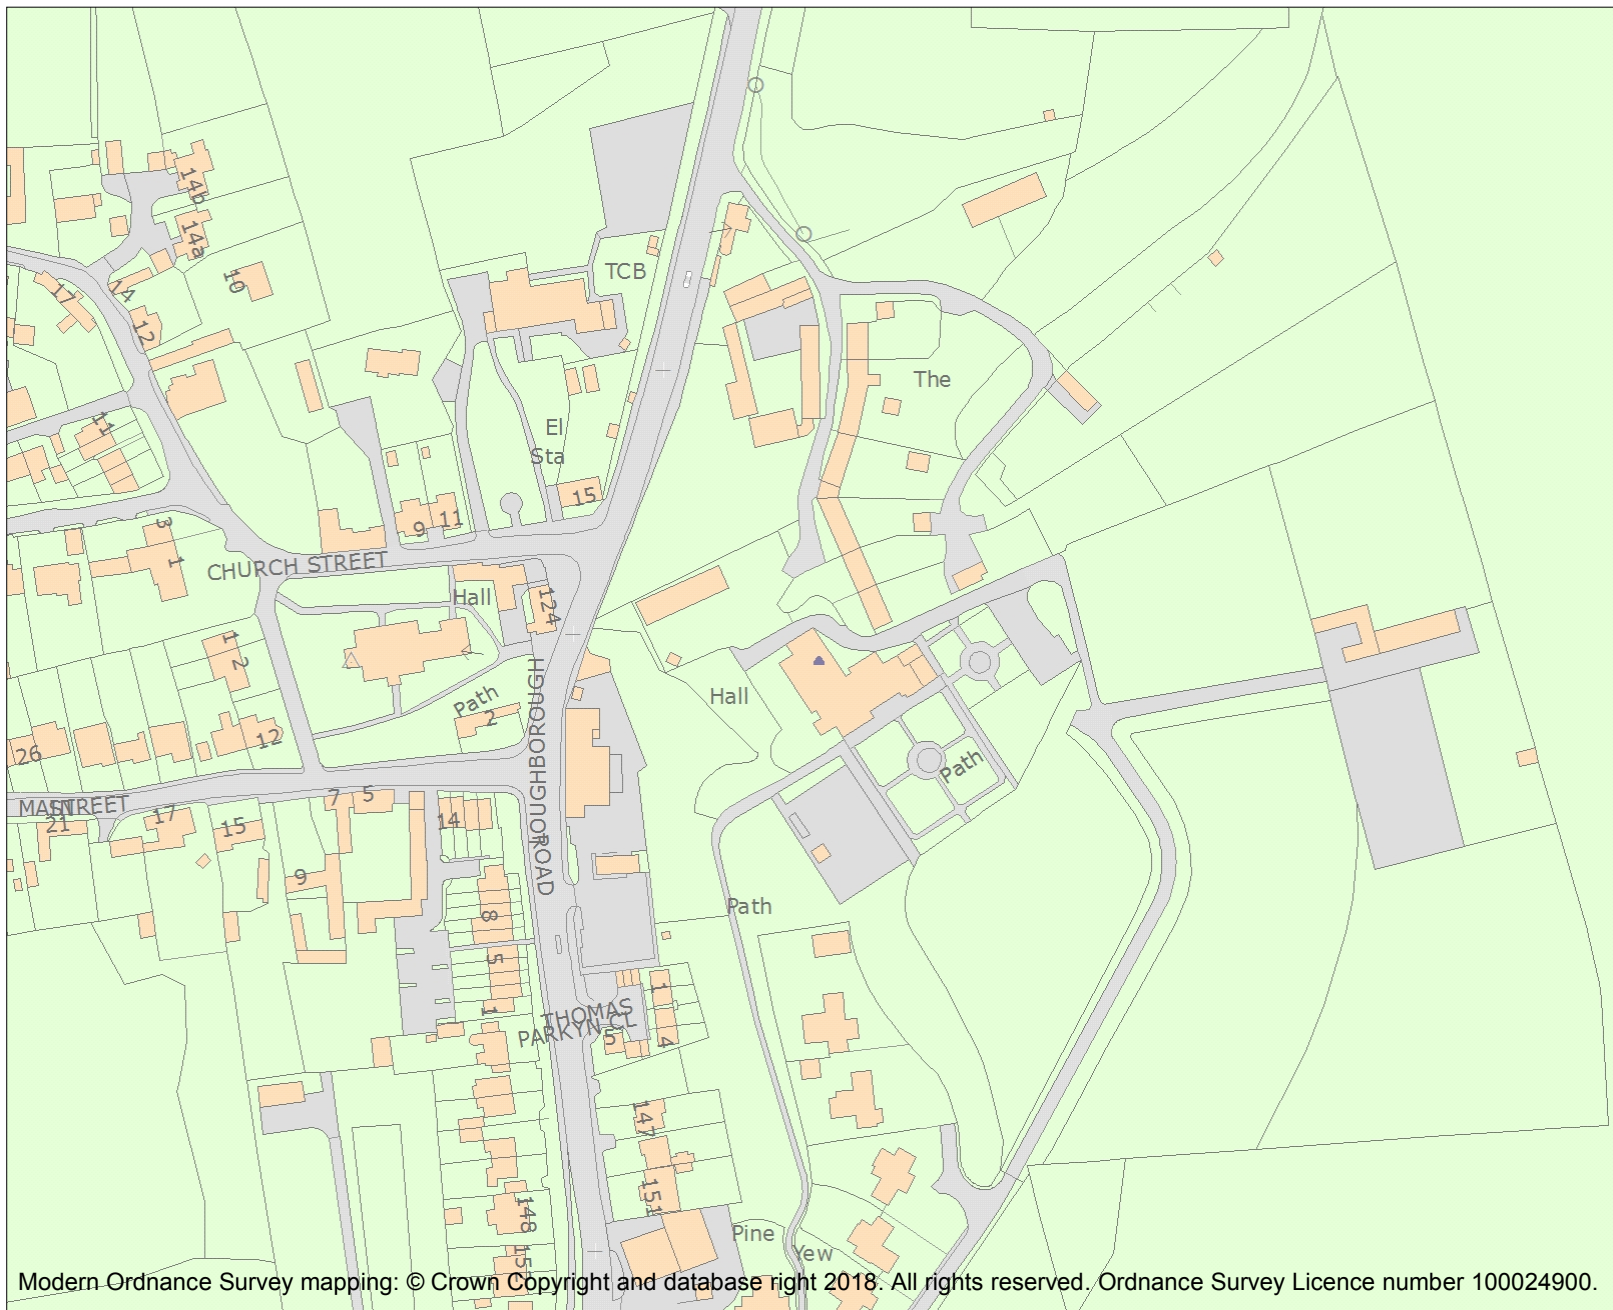 14b
14a
TCB
10
17
14
12
The
11
El
Sta
15
11
9
3
1
CHURCH STREET
Hall
124
1
2
Hall
Path
2
12
26
Path
LOUGHBOROUGH
ROAD
MAIN STREET
7
5
21
17
15
14
9
8
Path
5
1
1
THOMAS
PARKYN CL
5
4
147
151
148
Pine
Yew
Modern Ordnance Survey mapping: © Crown Copyright and database right 2018. All rights reserved. Ordnance Survey Licence number 100024900.